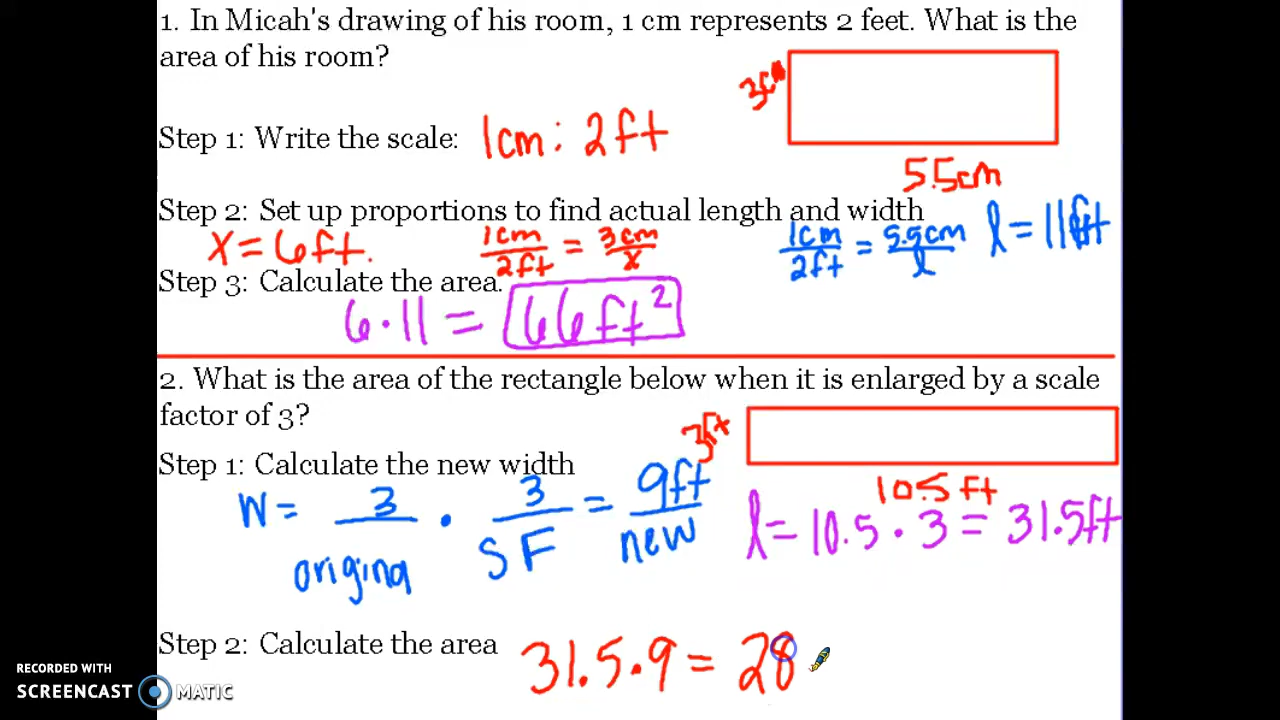 1. In Micah's drawing of his room, 1 cm represents 2 feet. What is the
area of his room?
3cm
Step 1: Write the scale: 1cm : 2ft
5.5cm
Step 2: Set up proportions to find actual length and width
x = 6ft. 1cm/2ft = 3cm/x 1cm/2ft = 5.5cm/l l = 11ft
Step 3: Calculate the area.
6 · 11 = 66ft²
2. What is the area of the rectangle below when it is enlarged by a scale
factor of 3?
3ft
Step 1: Calculate the new width
10.5 ft
W = 3 · 3 = 9ft
original SF new
l = 10.5 · 3 = 31.5ft
Step 2: Calculate the area 31.5 · 9 = 28
RECORDED WITH
SCREENCAST MATIC